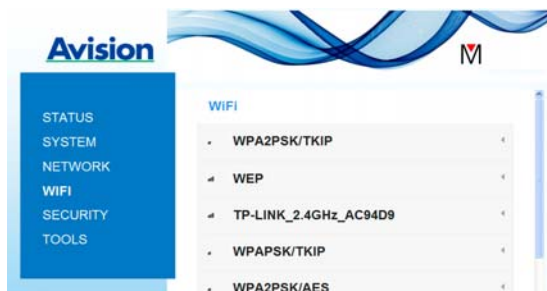 Avision
M
STATUS
SYSTEM
NETWORK
WIFI
SECURITY
TOOLS
WiFi
WPA2PSK/TKIP
WEP
TP-LINK_2.4GHz_AC94D9
WPAPSK/TKIP
WPA2PSK/AES